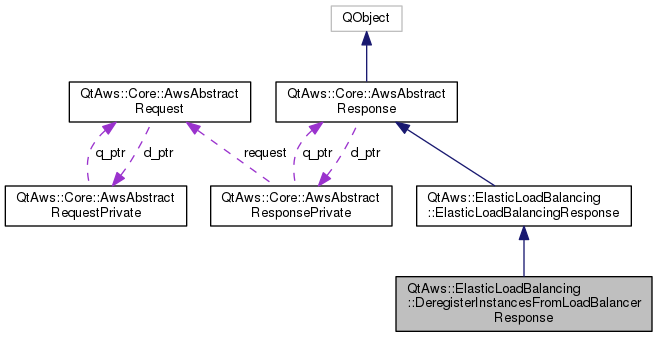 QObject
QtAws::Core::AwsAbstract
Request
QtAws::Core::AwsAbstract
Response
q_ptr
d_ptr
request
q_ptr
d_ptr
QtAws::Core::AwsAbstract
RequestPrivate
QtAws::Core::AwsAbstract
ResponsePrivate
QtAws::ElasticLoadBalancing
::ElasticLoadBalancingResponse
QtAws::ElasticLoadBalancing
::DeregisterInstancesFromLoadBalancer
Response